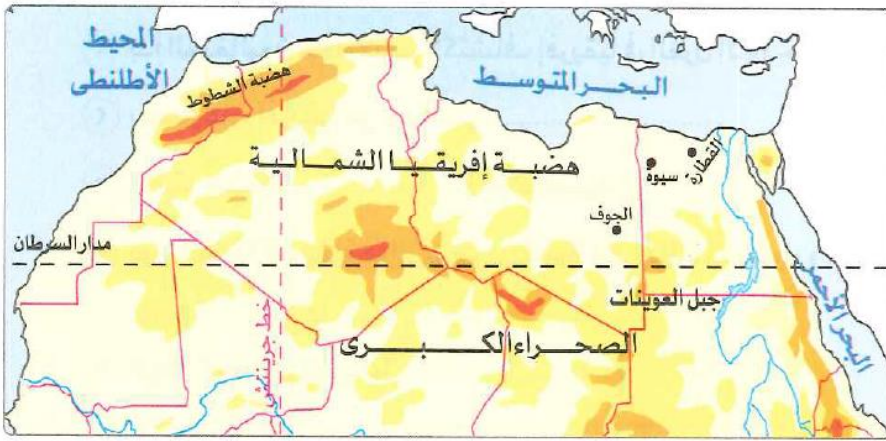 المحيط
الأطلنطى
هضبة الشطوط
البحر المتوسط
هضبة إفريقيا الشمالية
القطارة
سيوة
الجوف
مدار السرطان
جبل العوينات
البحر الأحمر
خط جرينتش
الصحراء الكبرى